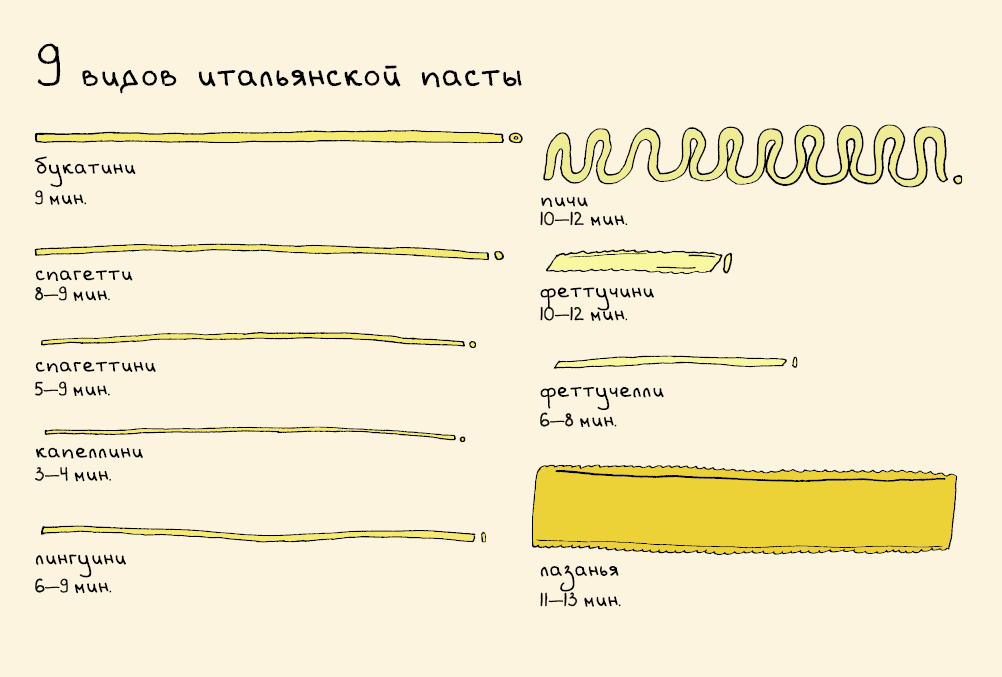 9 видов итальянской пасты
букатини
9 мин.
спагетти
8–9 мин.
спагеттини
5–9 мин.
капеллини
3–4 мин.
лингуини
6–9 мин.
пичи
10–12 мин.
феттучини
10–12 мин.
феттучелли
6–8 мин.
лазанья
11–13 мин.